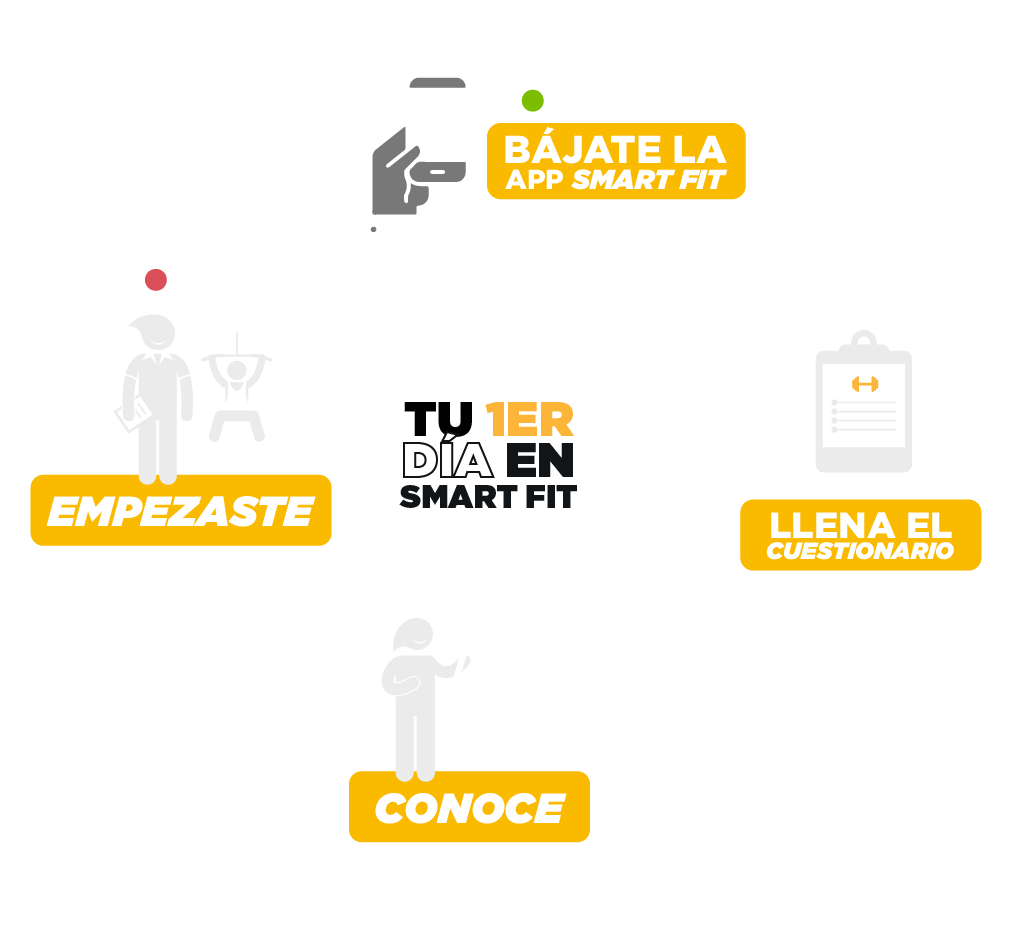 BÁJATE LA
APP SMART FIT
TU 1ER
DÍA EN
SMART FIT
EMPEZASTE
LLENA EL
CUESTIONARIO
CONOCE